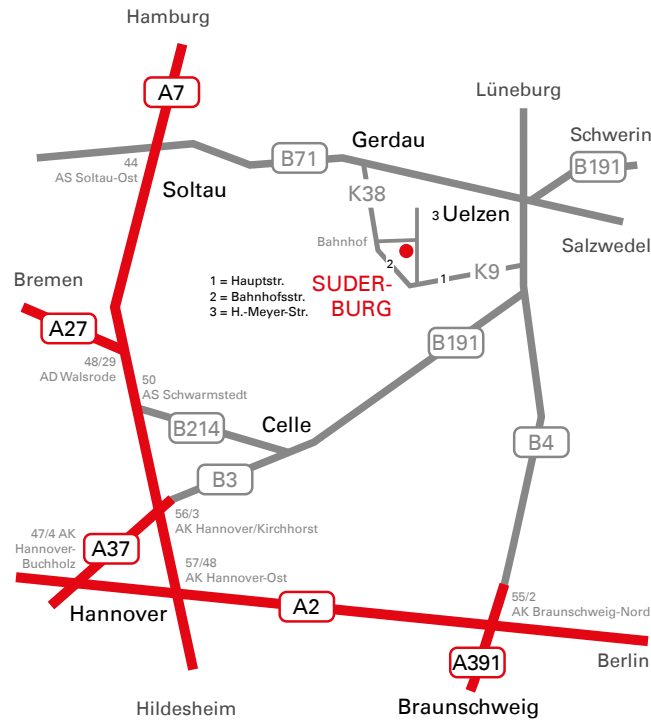 Hamburg
A7
Lüneburg
Gerdau
Schwerin
B71
B191
44
AS Soltau-Ost
Soltau
K38
3 Uelzen
Bahnhof
Salzwedel
2
K9
1
Bremen
1 = Hauptstr.
2 = Bahnhofsstr.
3 = H.-Meyer-Str.
SUDER-
BURG
A27
B191
48/29
AD Walsrode
50
AS Schwarmstedt
B214
Celle
B4
B3
56/3
AK Hannover/Kirchhorst
47/4 AK
Hannover-
Buchholz
A37
57/48
AK Hannover-Ost
Hannover
A2
55/2
AK Braunschweig-Nord
A391
Berlin
Hildesheim
Braunschweig